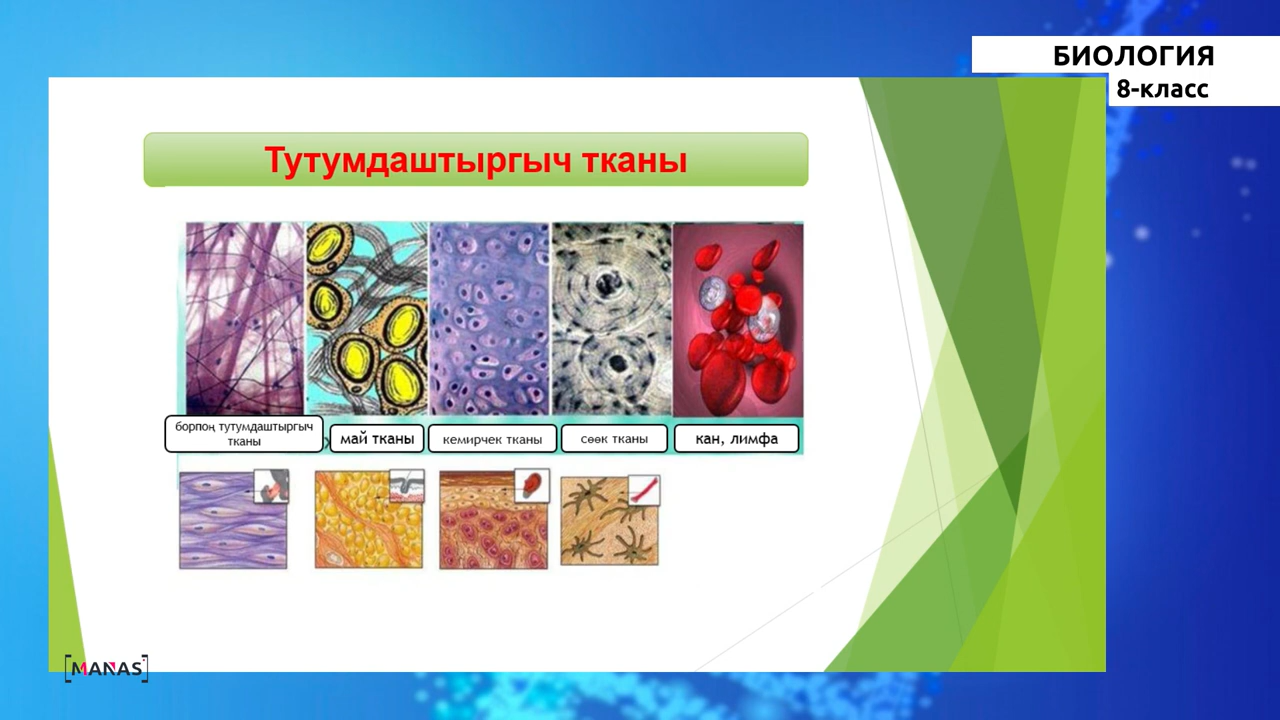 БИОЛОГИЯ
8-класс
Тутумдаштыргыч тканы
борпоң тутумдаштыргыч
тканы
май тканы
кемирчек тканы
сөөк тканы
кан, лимфа
[MANAS]